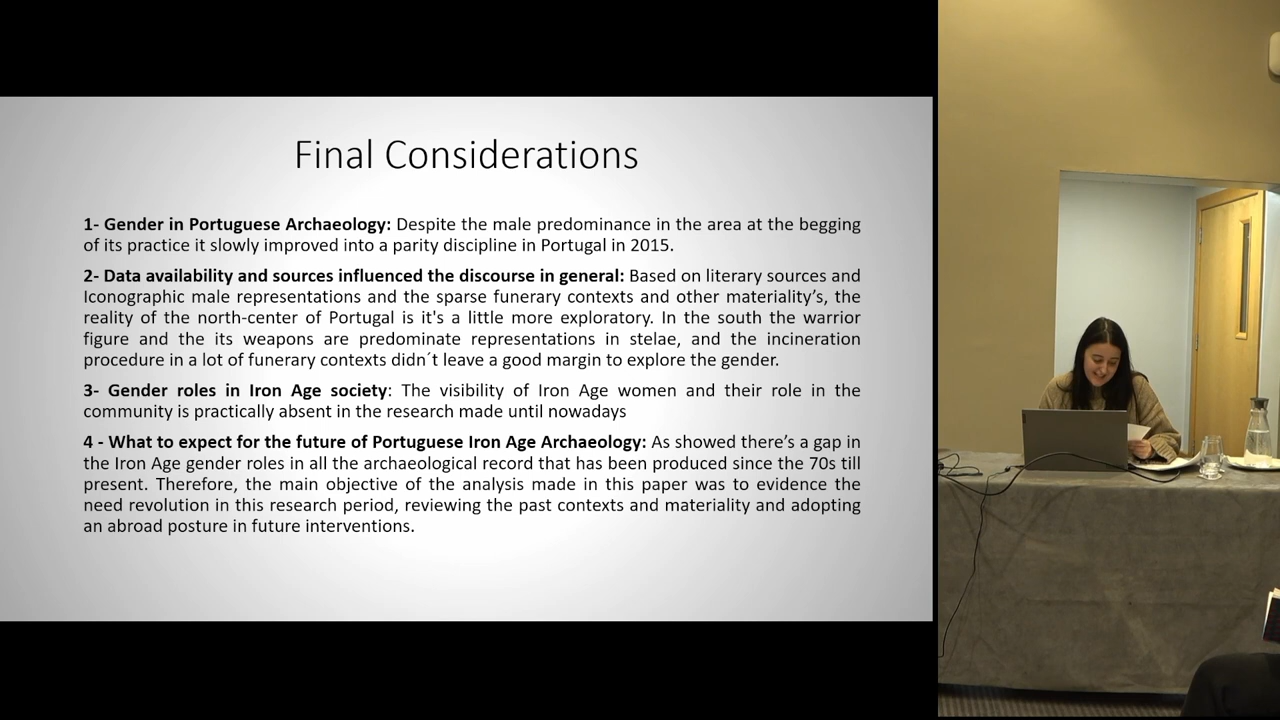 Final Considerations
1- Gender in Portuguese Archaeology: Despite the male predominance in the area at the begging
of its practice it slowly improved into a parity discipline in Portugal in 2015.
2- Data availability and sources influenced the discourse in general: Based on literary sources and
Iconographic male representations and the sparse funerary contexts and other materiality’s, the
reality of the north-center of Portugal is it's a little more exploratory. In the south the warrior
figure and the its weapons are predominate representations in stelae, and the incineration
procedure in a lot of funerary contexts didn´t leave a good margin to explore the gender.
3- Gender roles in Iron Age society: The visibility of Iron Age women and their role in the
community is practically absent in the research made until nowadays
4 - What to expect for the future of Portuguese Iron Age Archaeology: As showed there’s a gap in
the Iron Age gender roles in all the archaeological record that has been produced since the 70s till
present. Therefore, the main objective of the analysis made in this paper was to evidence the
need revolution in this research period, reviewing the past contexts and materiality and adopting
an abroad posture in future interventions.